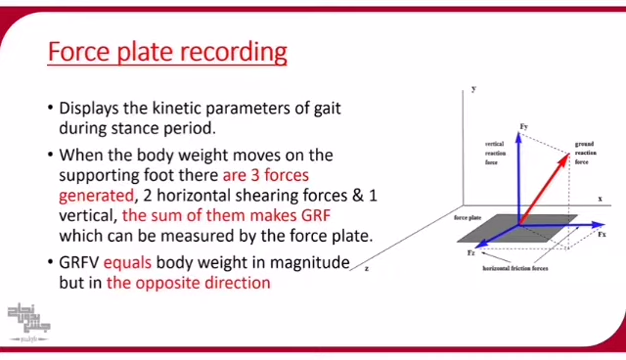 Force plate recording
• Displays the kinetic parameters of gait
during stance period.
• When the body weight moves on the
supporting foot there are 3 forces
generated, 2 horizontal shearing forces & 1
vertical, the sum of them makes GRF
which can be measured by the force plate.
• GRFV equals body weight in magnitude
but in the opposite direction
y
Fy
vertical
reaction
force
ground
reaction
force
x
force plate
Fx
Fz
z
horizontal friction forces